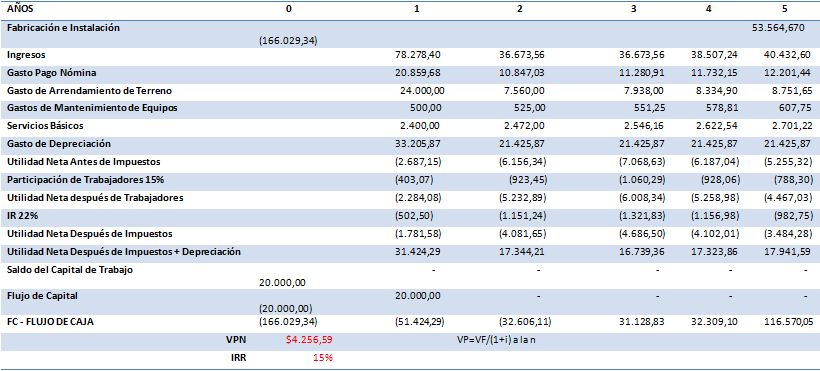 AÑOS 0 1 2 3 4 5
Fabricación e Instalación (166.029,34) 53.564,670
Ingresos 78.278,40 36.673,56 36.673,56 38.507,24 40.432,60
Gasto Pago Nómina 20.859,68 10.847,03 11.280,91 11.732,15 12.201,44
Gasto de Arrendamiento de Terreno 24.000,00 7.560,00 7.938,00 8.334,90 8.751,65
Gastos de Mantenimiento de Equipos 500,00 525,00 551,25 578,81 607,75
Servicios Básicos 2.400,00 2.472,00 2.546,16 2.622,54 2.701,22
Gasto de Depreciación 33.205,87 21.425,87 21.425,87 21.425,87 21.425,87
Utilidad Neta Antes de Impuestos (2.687,15) (6.156,34) (7.068,63) (6.187,04) (5.255,32)
Participación de Trabajadores 15% (403,07) (923,45) (1.060,29) (928,06) (788,30)
Utilidad Neta después de Trabajadores (2.284,08) (5.232,89) (6.008,34) (5.258,98) (4.467,03)
IR 22% (502,50) (1.151,24) (1.321,83) (1.156,98) (982,75)
Utilidad Neta Después de Impuestos (1.781,58) (4.081,65) (4.686,50) (4.102,01) (3.484,28)
Utilidad Neta Después de Impuestos + Depreciación 31.424,29 17.344,21 16.739,36 17.323,86 17.941,59
Saldo del Capital de Trabajo 20.000,00 - - - - -
Flujo de Capital (20.000,00) 20.000,00 - - - -
FC - FLUJO DE CAJA (166.029,34) (51.424,29) (32.606,11) 31.128,83 32.309,10 116.570,05
VPN $4.256,59 VP=VF/(1+i) a la n
IRR 15%